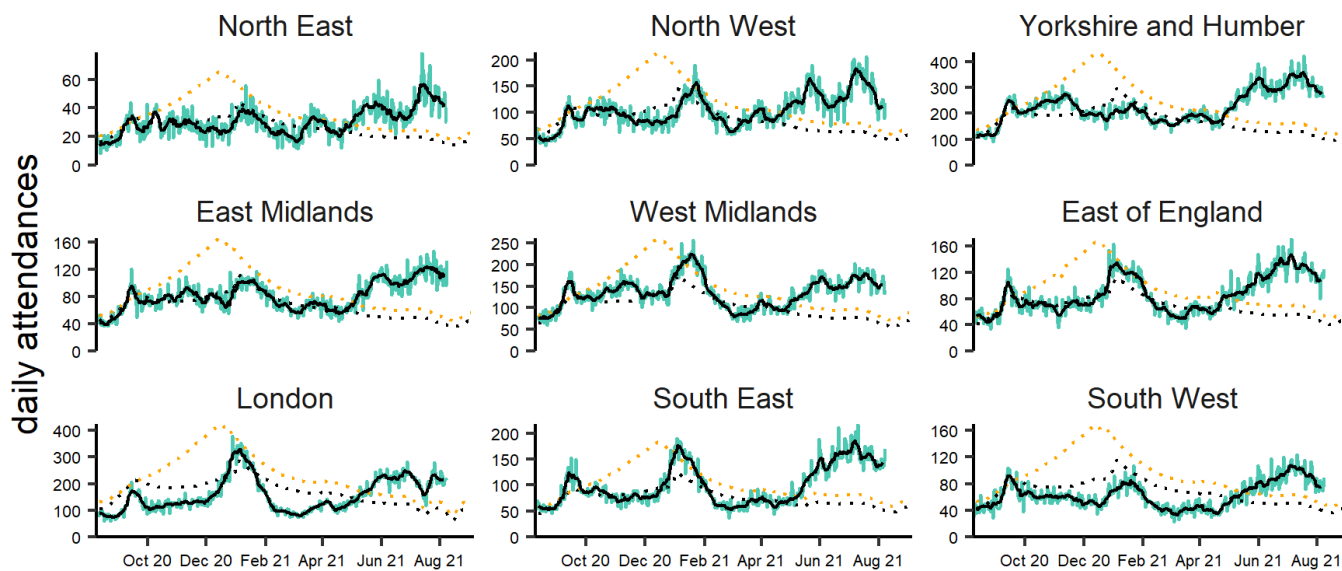 North East North West Yorkshire and Humber
60 200 400
40 150 300
20 100 200
0 50 100
0 0
East Midlands West Midlands East of England
160 250 160
120 200 120
80 150 80
40 100 40
0 50 0
0
London South East South West
400 200 160
300 150 120
200 100 80
100 50 40
0 0 0
Oct 20 Dec 20 Feb 21 Apr 21 Jun 21 Aug 21 Oct 20 Dec 20 Feb 21 Apr 21 Jun 21 Aug 21 Oct 20 Dec 20 Feb 21 Apr 21 Jun 21 Aug 21
daily attendances